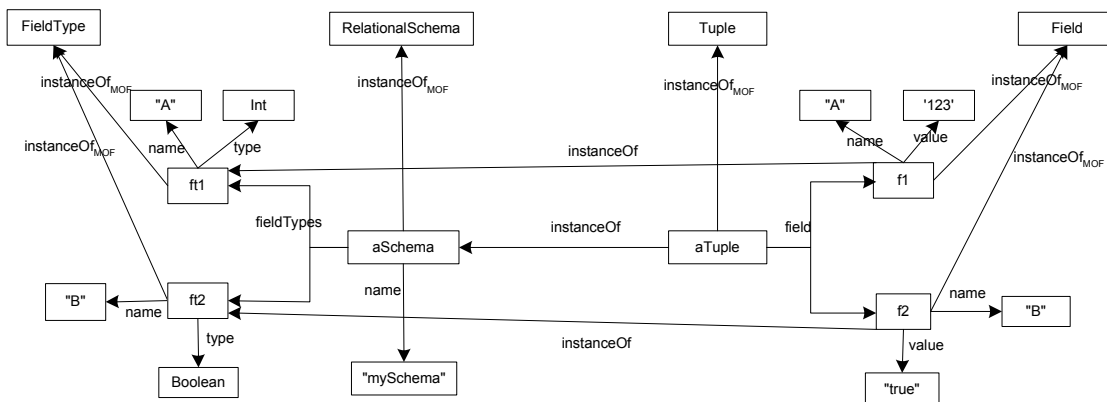 FieldType
RelationalSchema
Tuple
Field
instanceOfMOF
instanceOfMOF
instanceOfMOF
instanceOfMOF
"A"
Int
"A"
'123'
name
type
name
value
instanceOfMOF
instanceOf
instanceOfMOF
ft1
f1
fieldTypes
aSchema
instanceOf
aTuple
field
"B"
name
ft2
name
f2
name
"B"
type
instanceOf
value
Boolean
"mySchema"
"true"